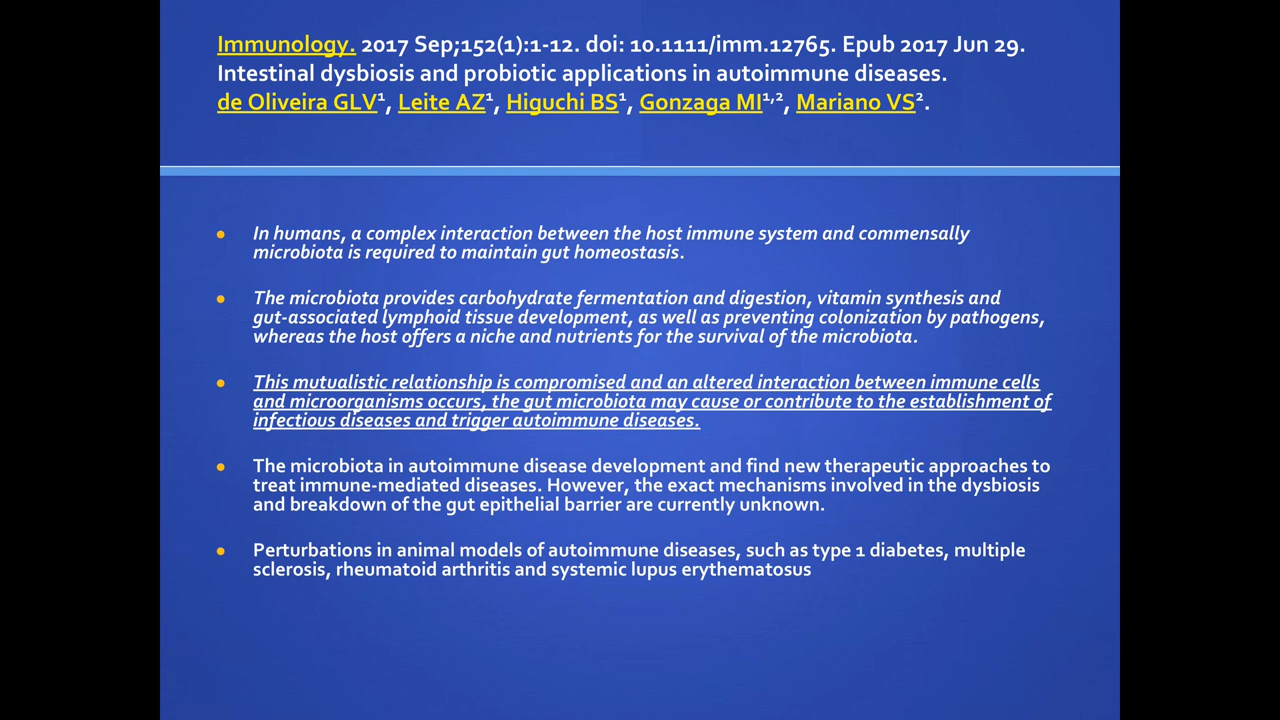 Immunology. 2017 Sep;152(1):1-12. doi: 10.1111/imm.12765. Epub 2017 Jun 29.
Intestinal dysbiosis and probiotic applications in autoimmune diseases.
de Oliveira GLV1, Leite AZ1, Higuchi BS1, Gonzaga MI1,2, Mariano VS2.
• In humans, a complex interaction between the host immune system and commensally
microbiota is required to maintain gut homeostasis.
• The microbiota provides carbohydrate fermentation and digestion, vitamin synthesis and
gut-associated lymphoid tissue development, as well as preventing colonization by pathogens,
whereas the host offers a niche and nutrients for the survival of the microbiota.
• This mutualistic relationship is compromised and an altered interaction between immune cells
and microorganisms occurs, the gut microbiota may cause or contribute to the establishment of
infectious diseases and trigger autoimmune diseases.
• The microbiota in autoimmune disease development and find new therapeutic approaches to
treat immune-mediated diseases. However, the exact mechanisms involved in the dysbiosis
and breakdown of the gut epithelial barrier are currently unknown.
• Perturbations in animal models of autoimmune diseases, such as type 1 diabetes, multiple
sclerosis, rheumatoid arthritis and systemic lupus erythematosus